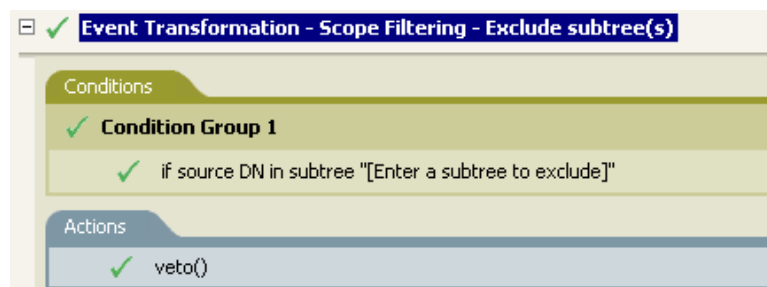 Event Transformation - Scope Filtering - Exclude subtree(s)
Conditions
Condition Group 1
if source DN in subtree "[Enter a subtree to exclude]"
Actions
veto()